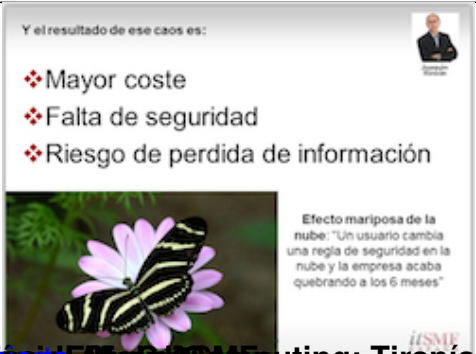 Y el resultado de ese caos es:
Mayor coste
Falta de seguridad
Riesgo de perdida de información
Efecto mariposa de la
nube: "Un usuario cambia
una regla de seguridad en la
nube y la empresa acaba
quebrando a los 6 meses"
itSMF